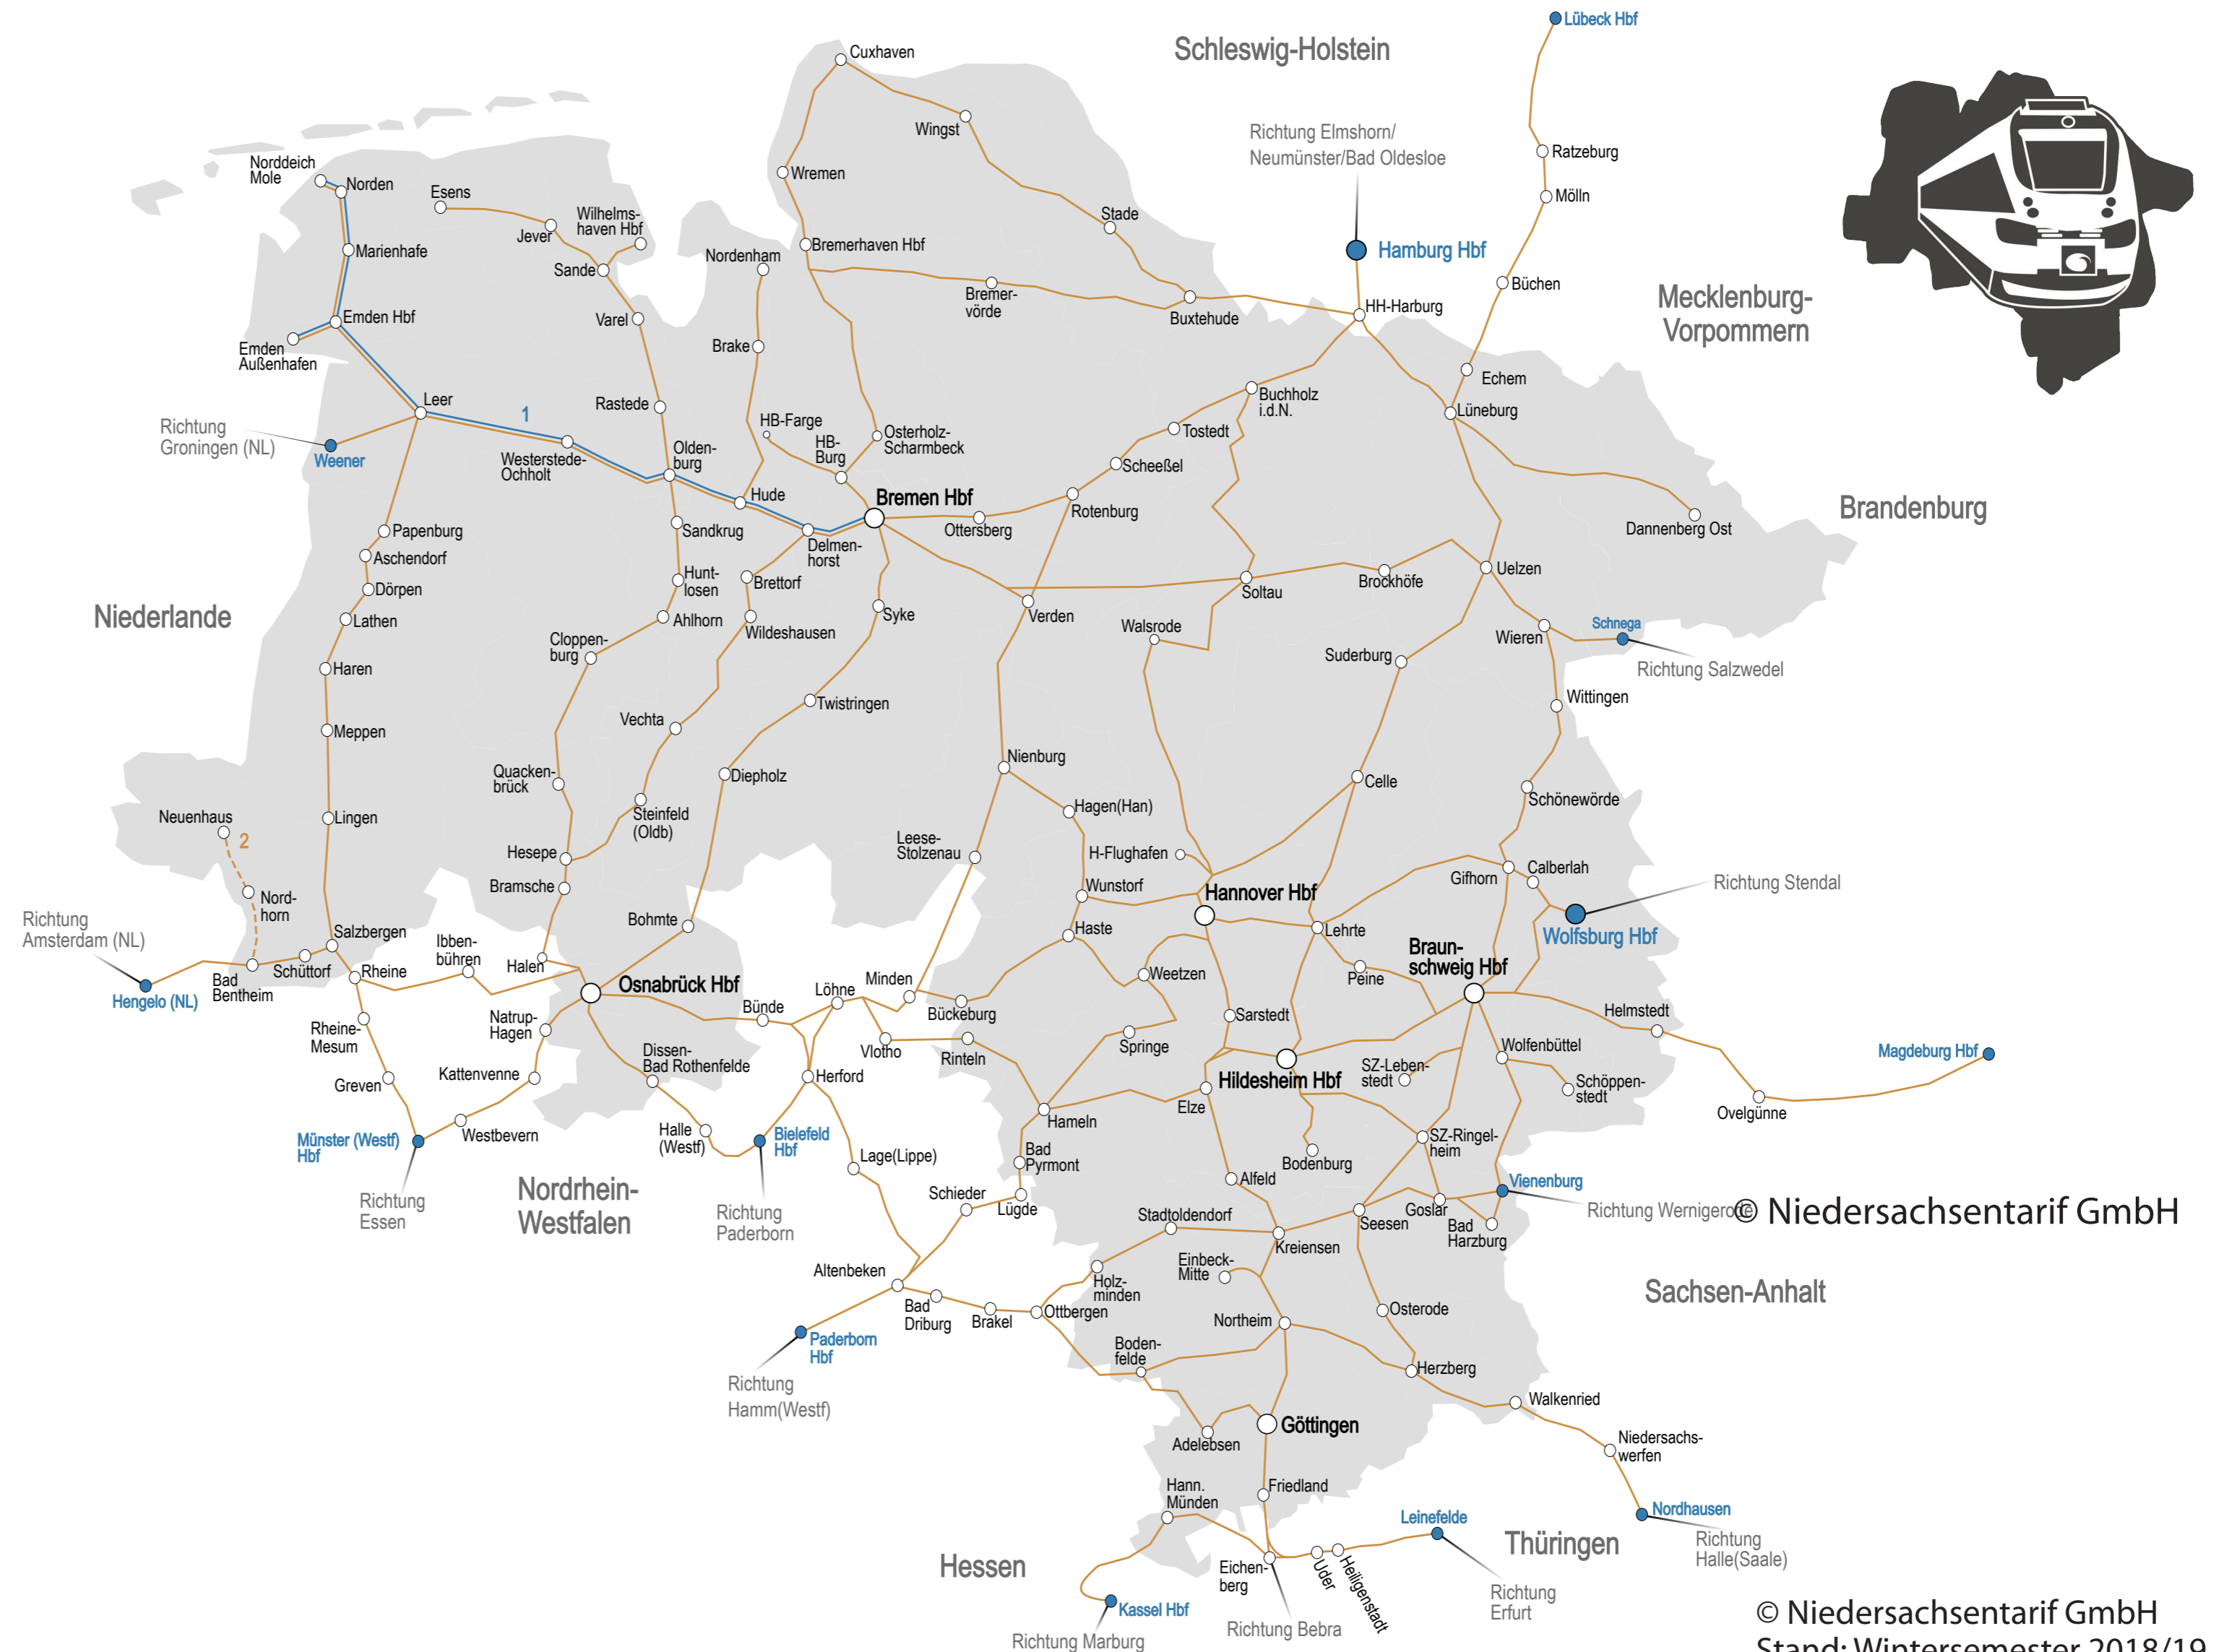 Lübeck Hbf
Schleswig-Holstein
Cuxhaven
Wingst
Richtung Elmshorn/
Neumünster/Bad Oldesloe
Ratzeburg
Norddeich
Mole
Norden
Esens
Wremen
Mölln
Jever
Wilhelms-
haven Hbf
Stade
Marienhafe
Sande
Nordenham
Bremerhaven Hbf
Hamburg Hbf
Mecklenburg-
Vorpommern
Büchen
Bremer-
vörde
Buxtehude
HH-Harburg
Emden Hbf
Emden
Außenhafen
Varel
Brake
Echem
Leer
1
Rastede
HB-Farge
HB-
Burg
Osterholz-
Scharmbeck
Buchholz
i.d.N.
Lüneburg
Richtung
Groningen (NL)
Weener
Westerstede-
Ochholt
Olden-
burg
Tostedt
Scheeßel
Hude
Bremen Hbf
Ottersberg
Rotenburg
Dannenberg Ost
Brandenburg
Papenburg
Sandkrug
Delmen-
horst
Aschendorf
Hunt-
losen
Brettorf
Dörpen
Soltau
Brockhöfe
Uelzen
Niederlande
Lathen
Ahlhorn
Wildeshausen
Syke
Verden
Walsrode
Wieren
Schnega
Richtung Salzwedel
Cloppen-
burg
Haren
Suderburg
Twistringen
Wittingen
Vechta
Meppen
Nienburg
Quacken-
brück
Diepholz
Celle
Schönewörde
Steinfeld
(Oldb)
Hagen(Han)
Neuenhaus
2
Lingen
Leese-
Stolzenau
Hesepe
H-Flughafen
Calberlah
Gifhorn
Richtung Stendal
Bramsche
Wunstorf
Hannover Hbf
Nord-
horn
Richtung
Amsterdam (NL)
Bohmte
Salzbergen
Haste
Lehrte
Wolfsburg Hbf
Braun-
schweig Hbf
Ibben-
büren
Halen
Schüttorf
Bad
Bentheim
Rheine
Hengelo (NL)
Osnabrück Hbf
Minden
Löhne
Weetzen
Peine
Bünde
Bückeburg
Sarstedt
Helmstedt
Natrup-
Hagen
Rheine-
Mesum
Vlotho
Rinteln
Springe
Wolfenbüttel
Magdeburg Hbf
Dissen-
Bad Rothenfelde
Kattenvenne
Greven
Herford
Hildesheim Hbf
SZ-Leben-
stedt
Schöppen-
stedt
Elze
Ovelgünne
Hameln
Münster (Westf)
Hbf
Westbevern
Halle
(Westf)
Bielefeld
Hbf
Lage(Lippe)
Bad
Pyrmont
SZ-Ringel-
heim
Bodenburg
Alfeld
Vienenburg
Richtung
Essen
Nordrhein-
Westfalen
Richtung
Paderborn
Schieder
Lügde
Stadtoldendorf
Seesen
Goslar
Bad
Harzburg
Richtung Wernigerode
© Niedersachsentarif GmbH
Kreiensen
Einbeck-
Mitte
Altenbeken
Holz-
minden
Sachsen-Anhalt
Bad
Driburg
Brakel
Ottbergen
Northeim
Osterode
Paderborn
Hbf
Boden-
felde
Herzberg
Richtung
Hamm(Westf)
Walkenried
Göttingen
Adelebsen
Niedersachs-
werfen
Friedland
Hann.
Münden
Nordhausen
Leinefelde
Thüringen
Richtung
Halle(Saale)
Hessen
Eichen-
berg
Uder
Heiligenstadt
Richtung
Erfurt
Kassel Hbf
Richtung Bebra
Richtung Marburg
© Niedersachsentarif GmbH
Stand: Wintersemester 2018/19